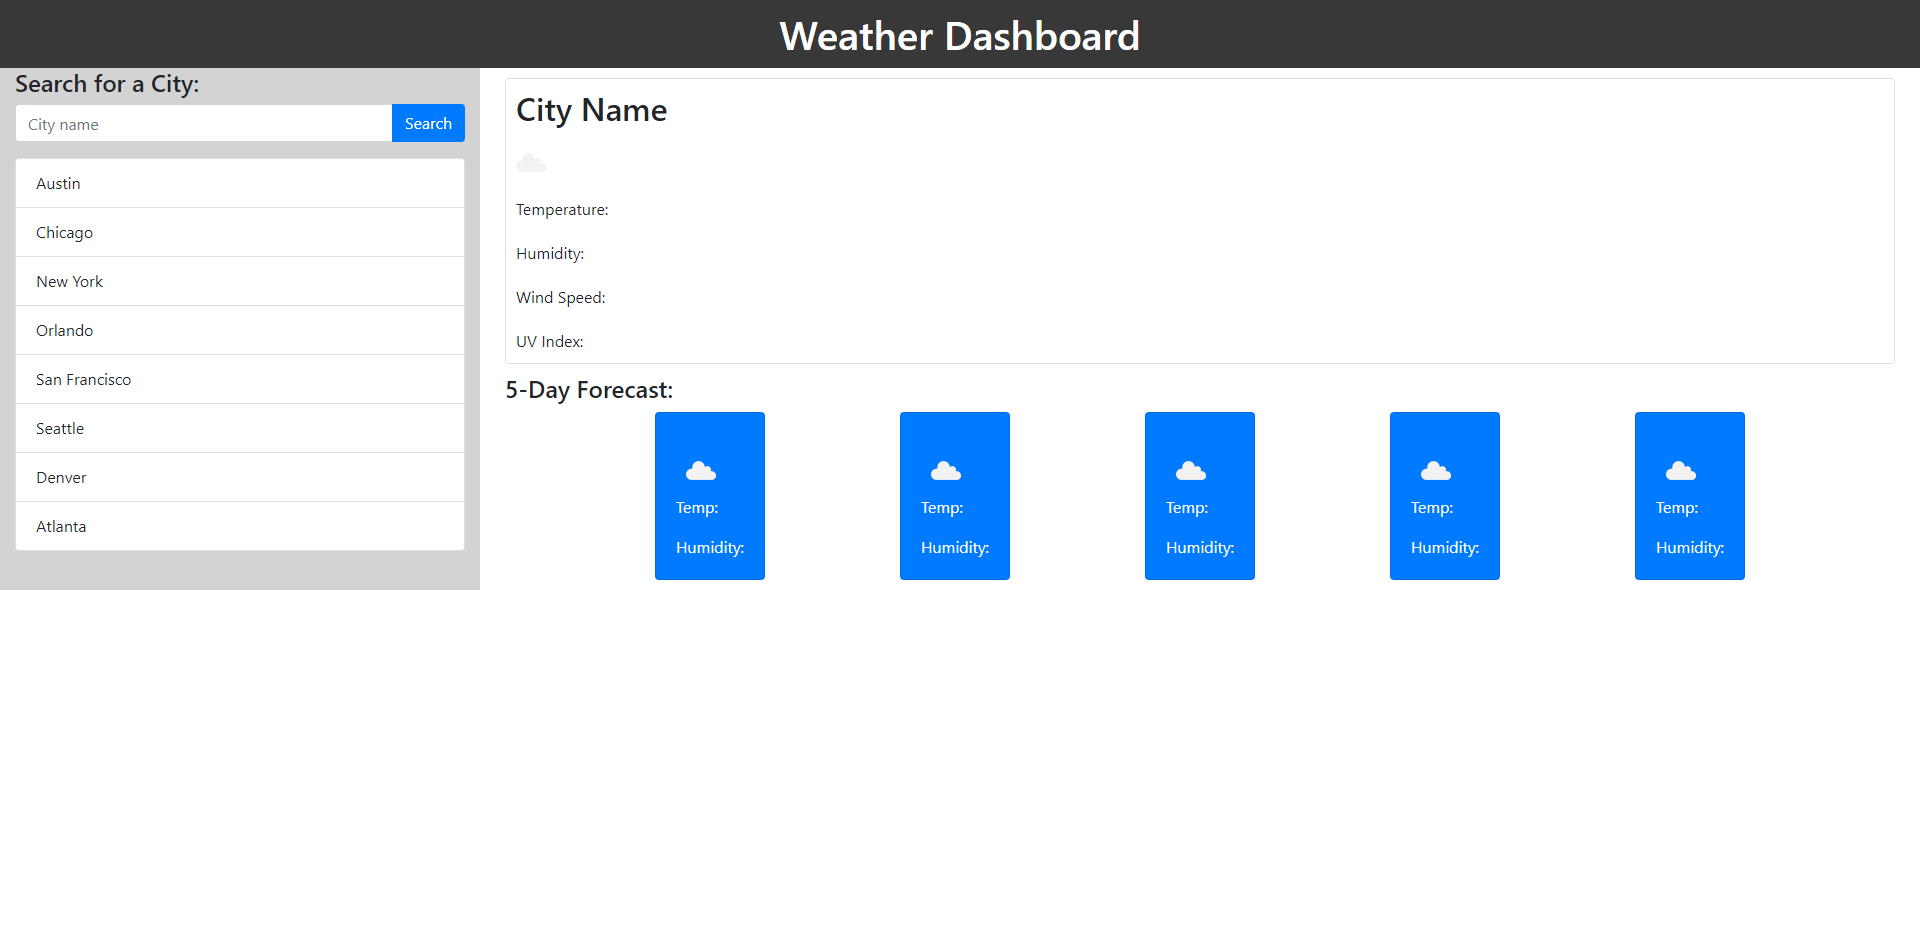 Weather Dashboard
Search for a City:
City name
Search
Austin
Chicago
New York
Orlando
San Francisco
Seattle
Denver
Atlanta
City Name
Temperature:
Humidity:
Wind Speed:
UV Index:
5-Day Forecast:
Temp:
Humidity:
Temp:
Humidity:
Temp:
Humidity:
Temp:
Humidity:
Temp:
Humidity: